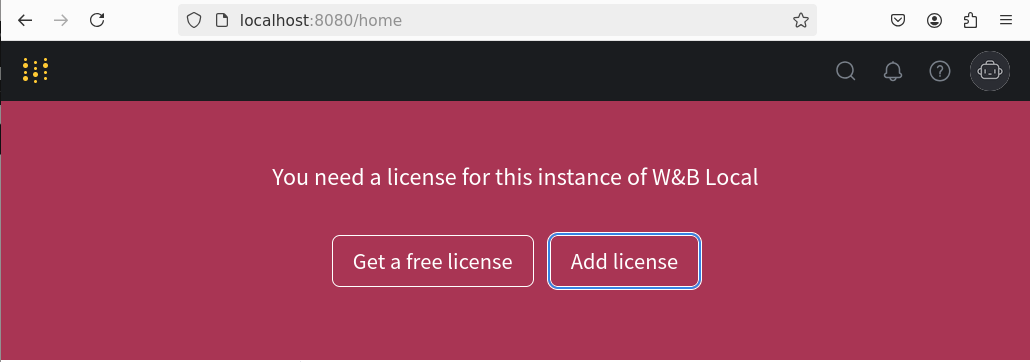 localhost:8080/home
You need a license for this instance of W&B Local
Get a free license
Add license